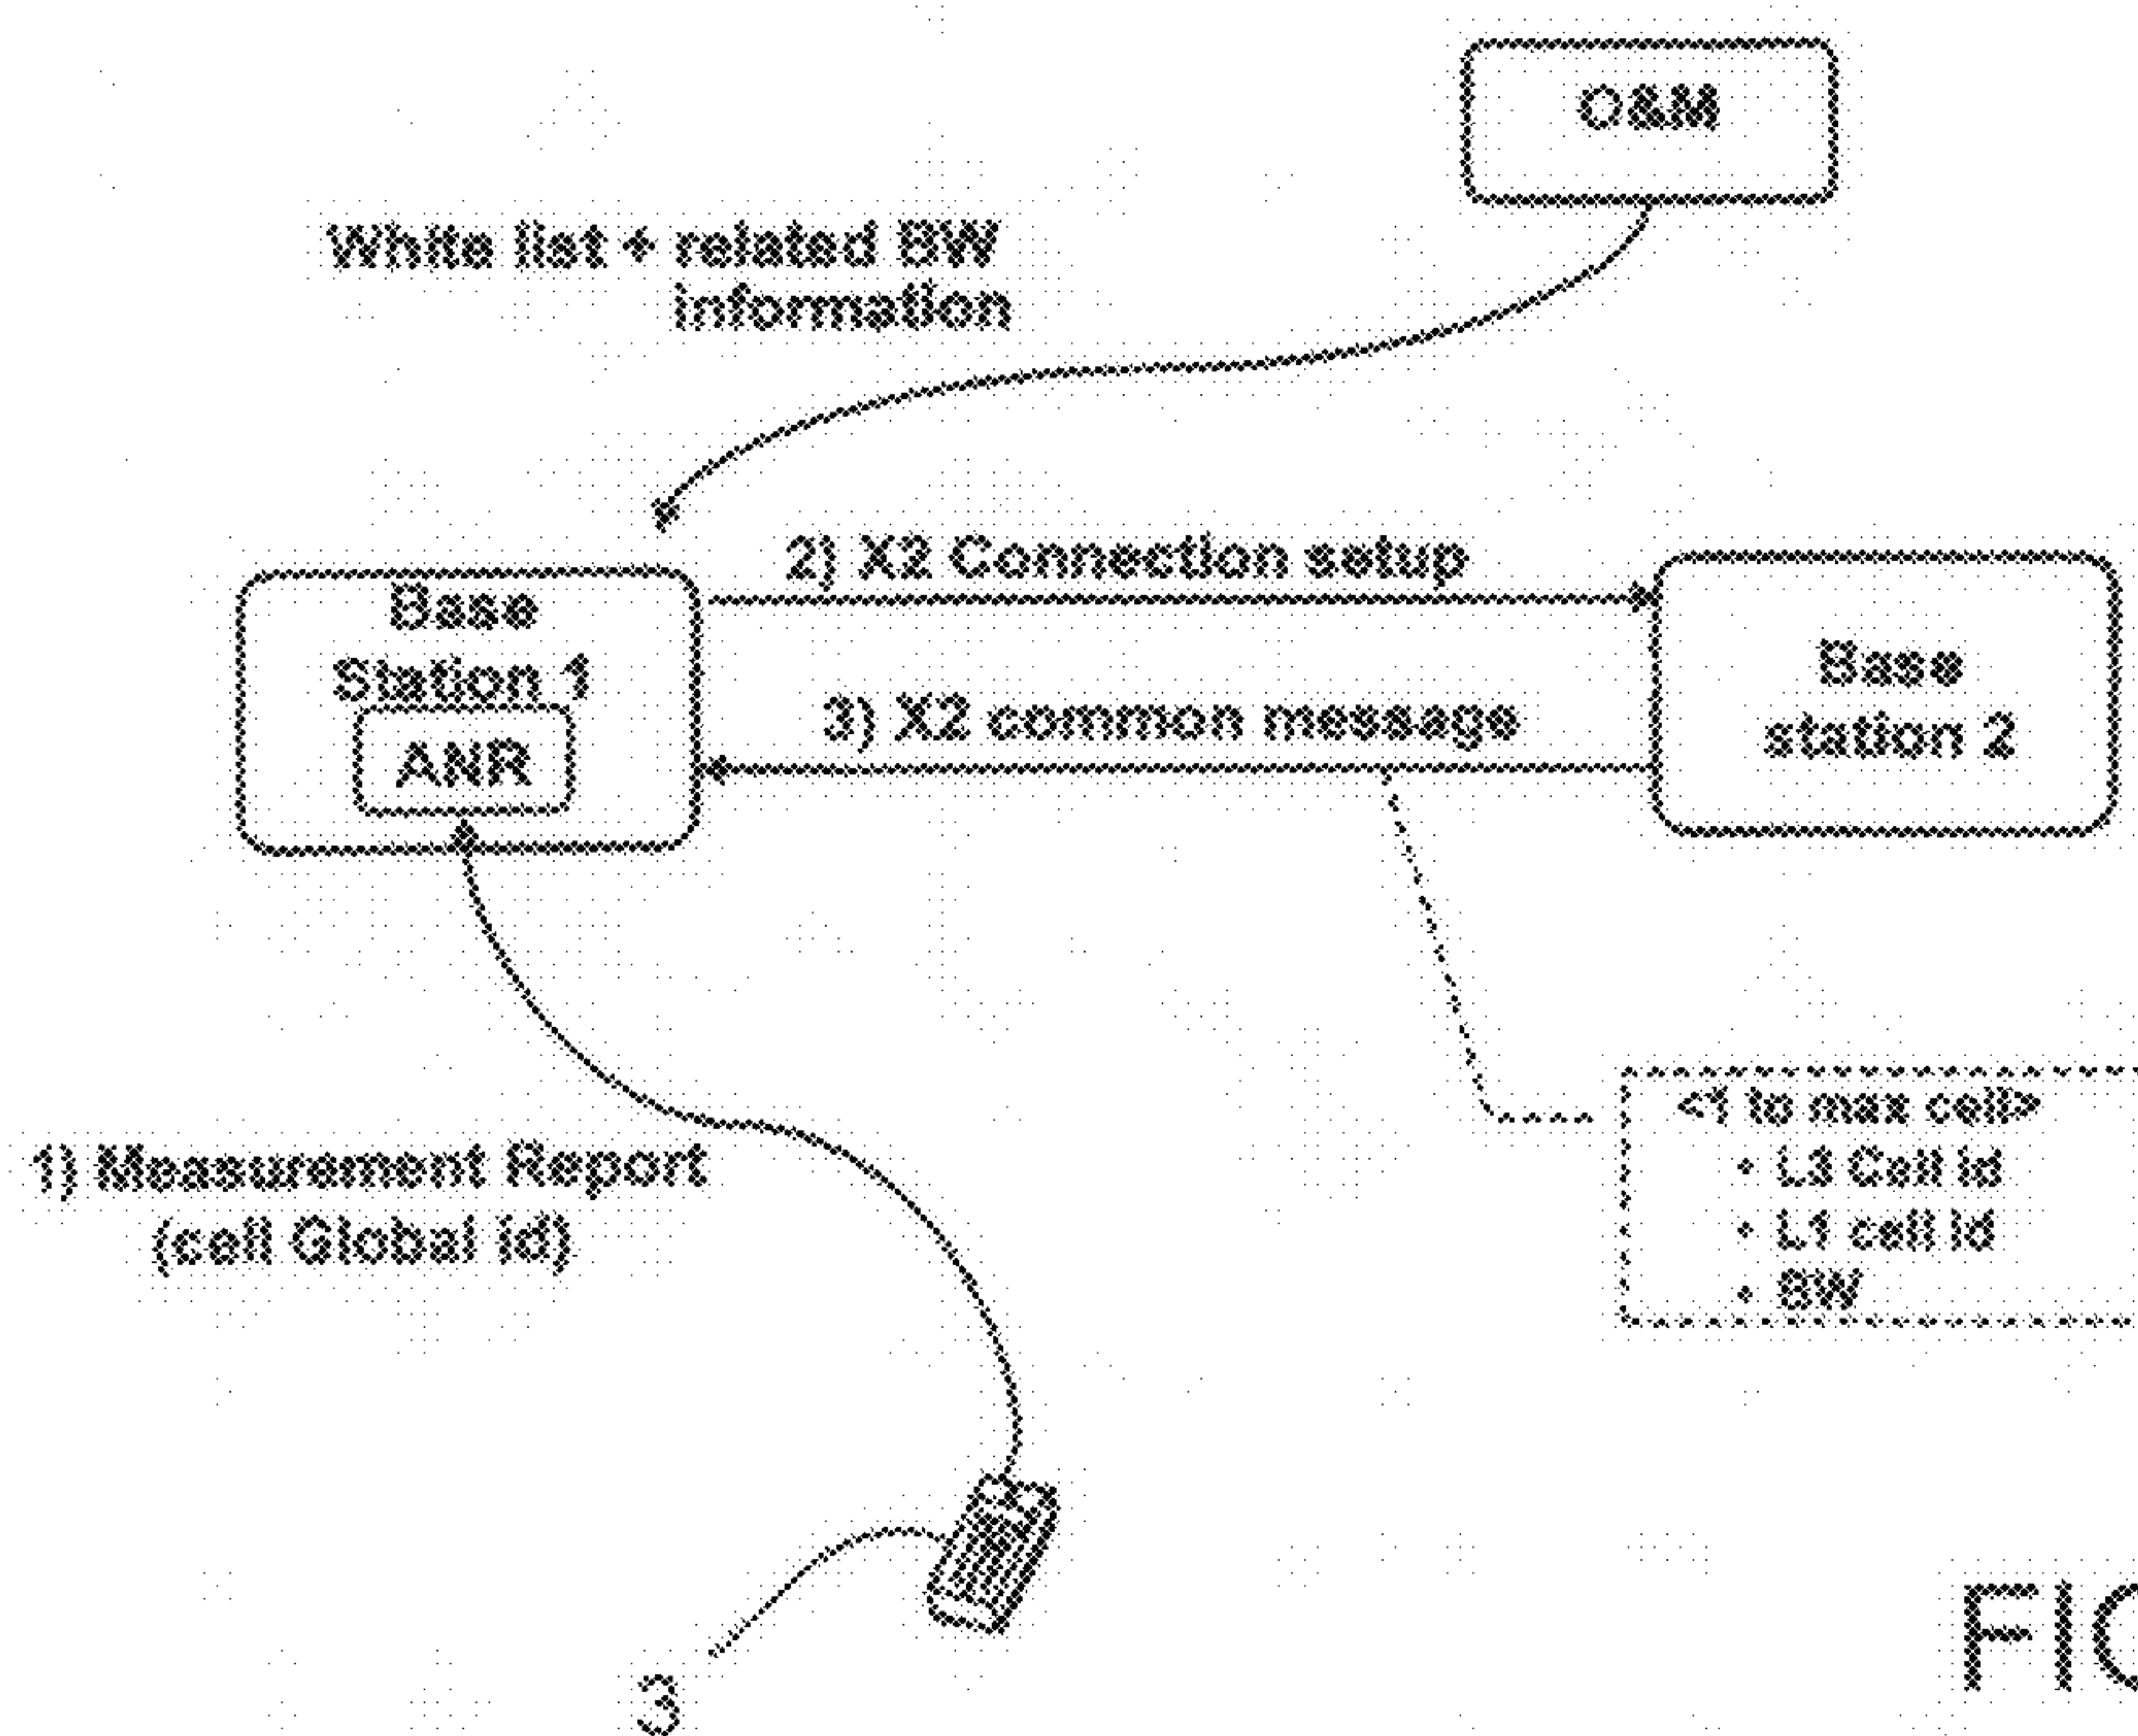 O&M
White list + related BW
information
2) X2 Connection setup
Base
Station 1
ANR
3) X2 common message
Base
station 2
1) Measurement Report
(cell Global id)
<1 to max cell>
• L3 Cell id
• L1 cell id
• BW
3
FIG